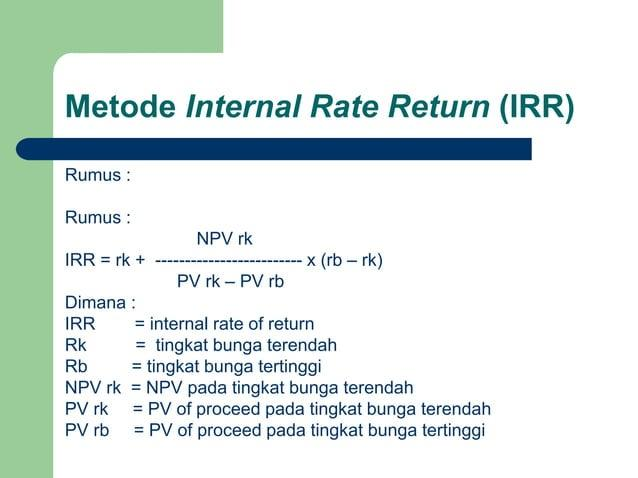 Metode Internal Rate Return (IRR)
Rumus :
Rumus :
NPV rk
IRR = rk + ------------------------- x (rb – rk)
PV rk – PV rb
Dimana :
IRR = internal rate of return
Rk = tingkat bunga terendah
Rb = tingkat bunga tertinggi
NPV rk = NPV pada tingkat bunga terendah
PV rk = PV of proceed pada tingkat bunga terendah
PV rb = PV of proceed pada tingkat bunga tertinggi